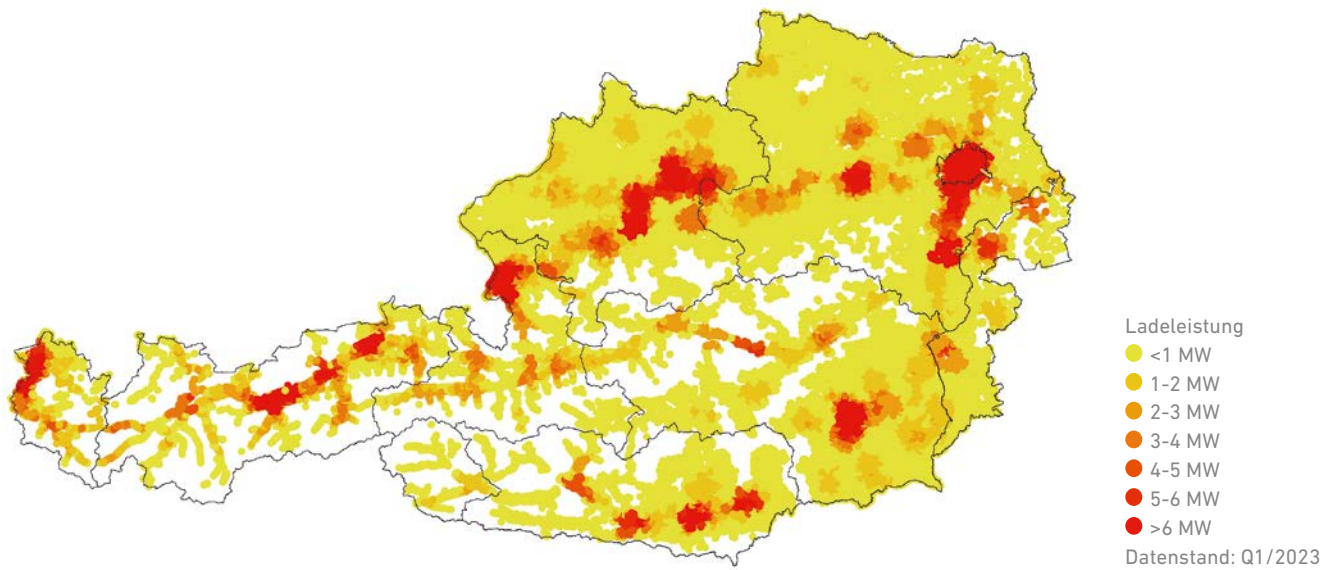 Ladeleistung
<1 MW
1-2 MW
2-3 MW
3-4 MW
4-5 MW
5-6 MW
>6 MW
Datenstand: Q1/2023